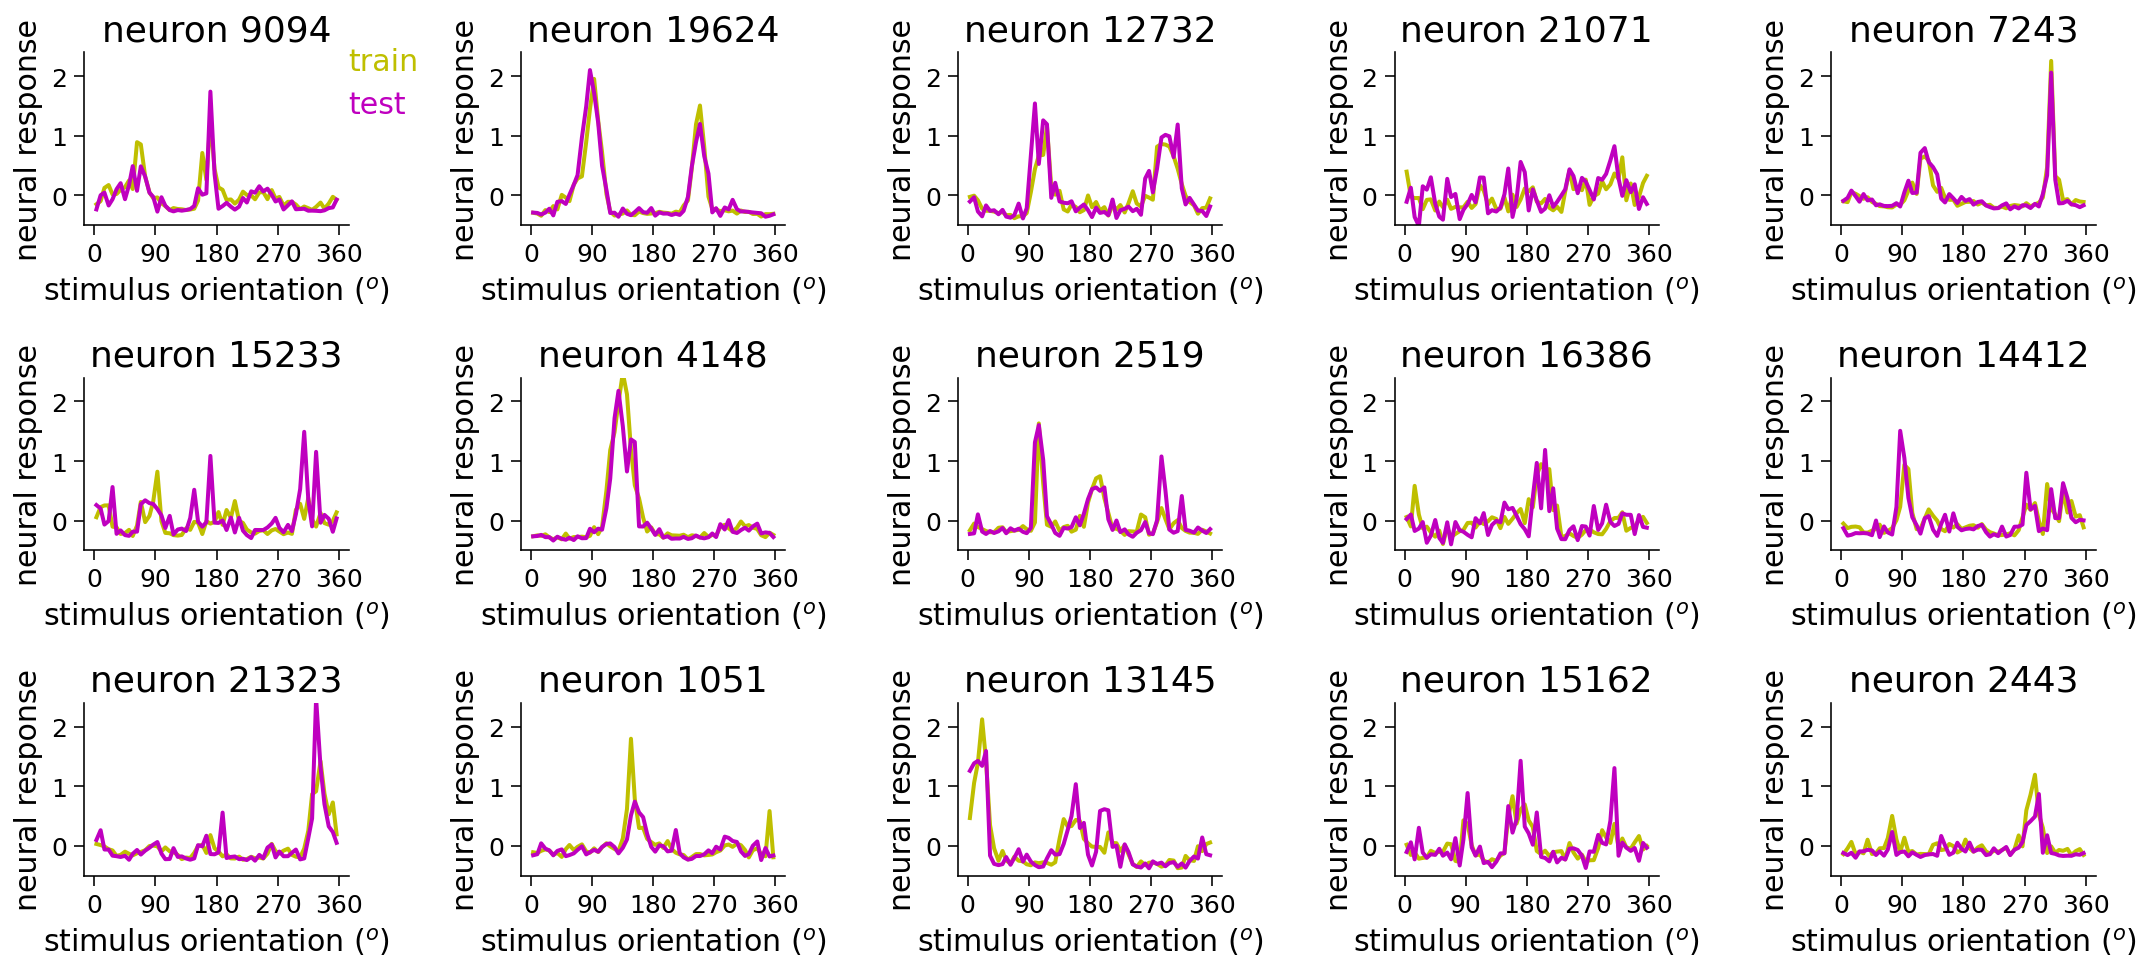 neuron 9094
neuron 19624
neuron 12732
neuron 21071
neuron 7243
train
test
neural response
2
1
0
0 90 180 270 360
stimulus orientation (o)
neural response
2
1
0
0 90 180 270 360
stimulus orientation (o)
neural response
2
1
0
0 90 180 270 360
stimulus orientation (o)
neural response
2
1
0
0 90 180 270 360
stimulus orientation (o)
neural response
2
1
0
0 90 180 270 360
stimulus orientation (o)
neuron 15233
neuron 4148
neuron 2519
neuron 16386
neuron 14412
neural response
2
1
0
0 90 180 270 360
stimulus orientation (o)
neural response
2
1
0
0 90 180 270 360
stimulus orientation (o)
neural response
2
1
0
0 90 180 270 360
stimulus orientation (o)
neural response
2
1
0
0 90 180 270 360
stimulus orientation (o)
neural response
2
1
0
0 90 180 270 360
stimulus orientation (o)
neuron 21323
neuron 1051
neuron 13145
neuron 15162
neuron 2443
neural response
2
1
0
0 90 180 270 360
stimulus orientation (o)
neural response
2
1
0
0 90 180 270 360
stimulus orientation (o)
neural response
2
1
0
0 90 180 270 360
stimulus orientation (o)
neural response
2
1
0
0 90 180 270 360
stimulus orientation (o)
neural response
2
1
0
0 90 180 270 360
stimulus orientation (o)